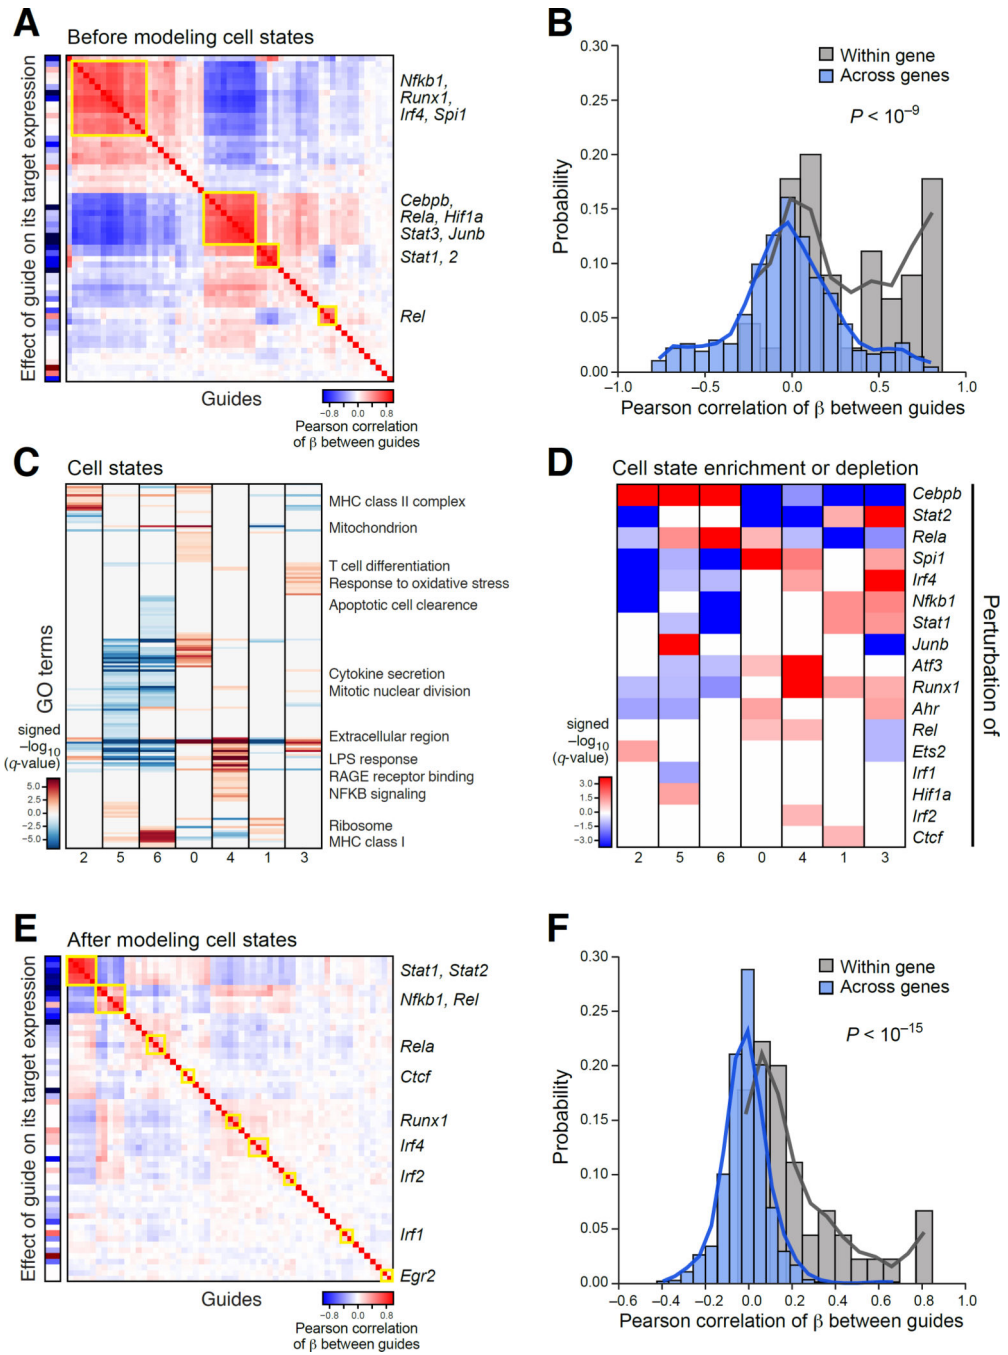 A
Before modeling cell states
Effect of guide on its target expression
Nfkb1,
Runx1,
Irf4, Spi1
Cebpb,
Rela, Hif1a
Stat3, Junb
Stat1, 2
Rel
Guides
−0.8 0.0 0.8
Pearson correlation
of β between guides
B
0.30
0.25
0.20
0.15
0.10
0.05
0.00
Probability
Within gene
Across genes
P < 10⁻⁹
−1.0 −0.5 0.0 0.5 1.0
Pearson correlation of β between guides
C
Cell states
GO terms
MHC class II complex
Mitochondrion
T cell differentiation
Response to oxidative stress
Apoptotic cell clearence
Cytokine secretion
Mitotic nuclear division
Extracellular region
LPS response
RAGE receptor binding
NFKB signaling
Ribosome
MHC class I
signed
−log₁₀
(q-value)
5.0
2.5
0.0
−2.5
−5.0
2 5 6 0 4 1 3
D
Cell state enrichment or depletion
Cebpb
Stat2
Rela
Spi1
Irf4
Nfkb1
Stat1
Junb
Atf3
Runx1
Ahr
Rel
Ets2
Irf1
Hif1a
Irf2
Ctcf
Perturbation of
signed
−log₁₀
(q-value)
3.0
1.5
0.0
−1.5
−3.0
2 5 6 0 4 1 3
E
After modeling cell states
Effect of guide on its target expression
Stat1, Stat2
Nfkb1, Rel
Rela
Ctcf
Runx1
Irf4
Irf2
Irf1
Egr2
Guides
−0.8 0.0 0.8
Pearson correlation
of β between guides
F
0.30
0.25
0.20
0.15
0.10
0.05
0.00
Probability
Within gene
Across genes
P < 10⁻¹⁵
−0.6 −0.4 −0.2 0.0 0.2 0.4 0.6 0.8 1.0
Pearson correlation of β between guides